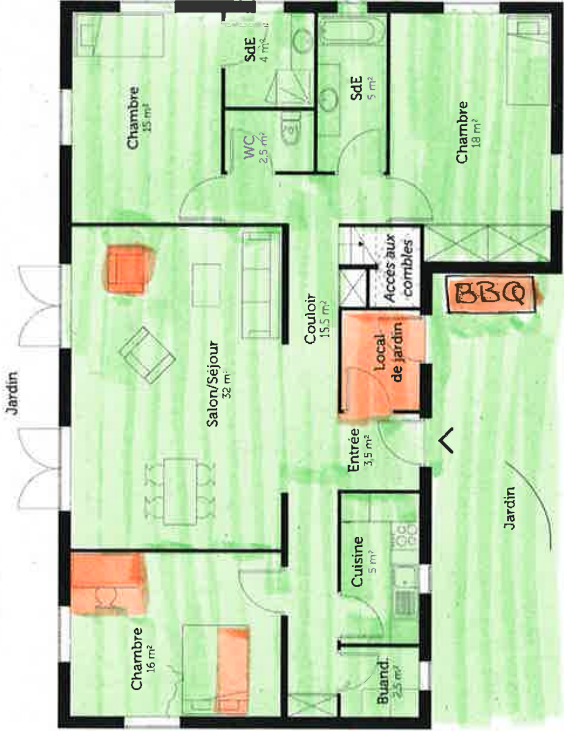 Chambre
15 m²
SdE
4 m²
WC
2,5 m²
SdE
5 m²
Chambre
18 m²
Salon/Séjour
32 m²
Couloir
15,5 m²
Accès aux
combles
BBQ
Local
de jardin
Jardin
Entrée
3,5 m²
Jardin
Cuisine
5 m²
Chambre
16 m²
Buand.
2,5 m²